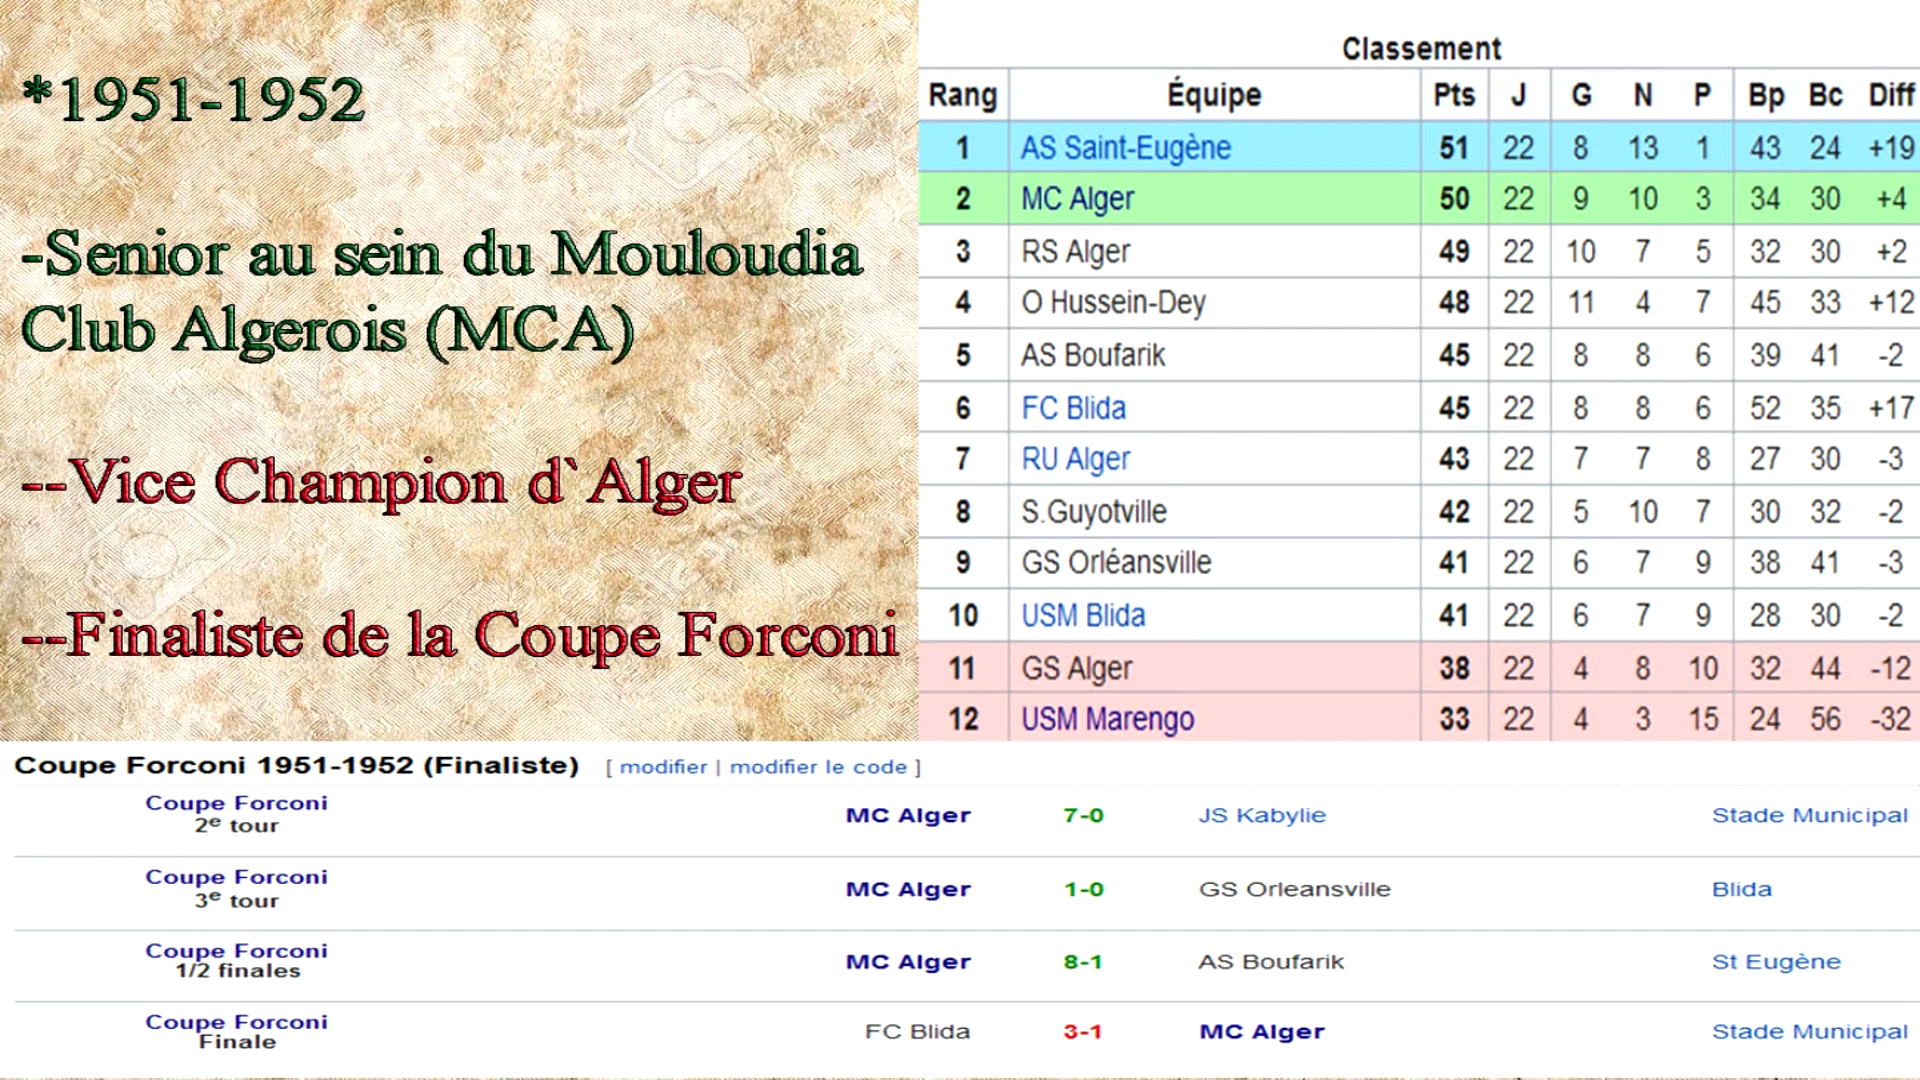 *1951-1952
-Senior au sein du Mouloudia
Club Algerois (MCA)
--Vice Champion d`Alger
--Finaliste de la Coupe Forconi
Classement
Rang Équipe Pts J G N P Bp Bc Diff
1 AS Saint-Eugène 51 22 8 13 1 43 24 +19
2 MC Alger 50 22 9 10 3 34 30 +4
3 RS Alger 49 22 10 7 5 32 30 +2
4 O Hussein-Dey 48 22 11 4 7 45 33 +12
5 AS Boufarik 45 22 8 8 6 39 41 -2
6 FC Blida 45 22 8 8 6 52 35 +17
7 RU Alger 43 22 7 7 8 27 30 -3
8 S.Guyotville 42 22 5 10 7 30 32 -2
9 GS Orléansville 41 22 6 7 9 38 41 -3
10 USM Blida 41 22 6 7 9 28 30 -2
11 GS Alger 38 22 4 8 10 32 44 -12
12 USM Marengo 33 22 4 3 15 24 56 -32
Coupe Forconi 1951-1952 (Finaliste) [ modifier | modifier le code ]
Coupe Forconi
2e tour MC Alger 7-0 JS Kabylie Stade Municipal
Coupe Forconi
3e tour MC Alger 1-0 GS Orleansville Blida
Coupe Forconi
1/2 finales MC Alger 8-1 AS Boufarik St Eugène
Coupe Forconi
Finale FC Blida 3-1 MC Alger Stade Municipal